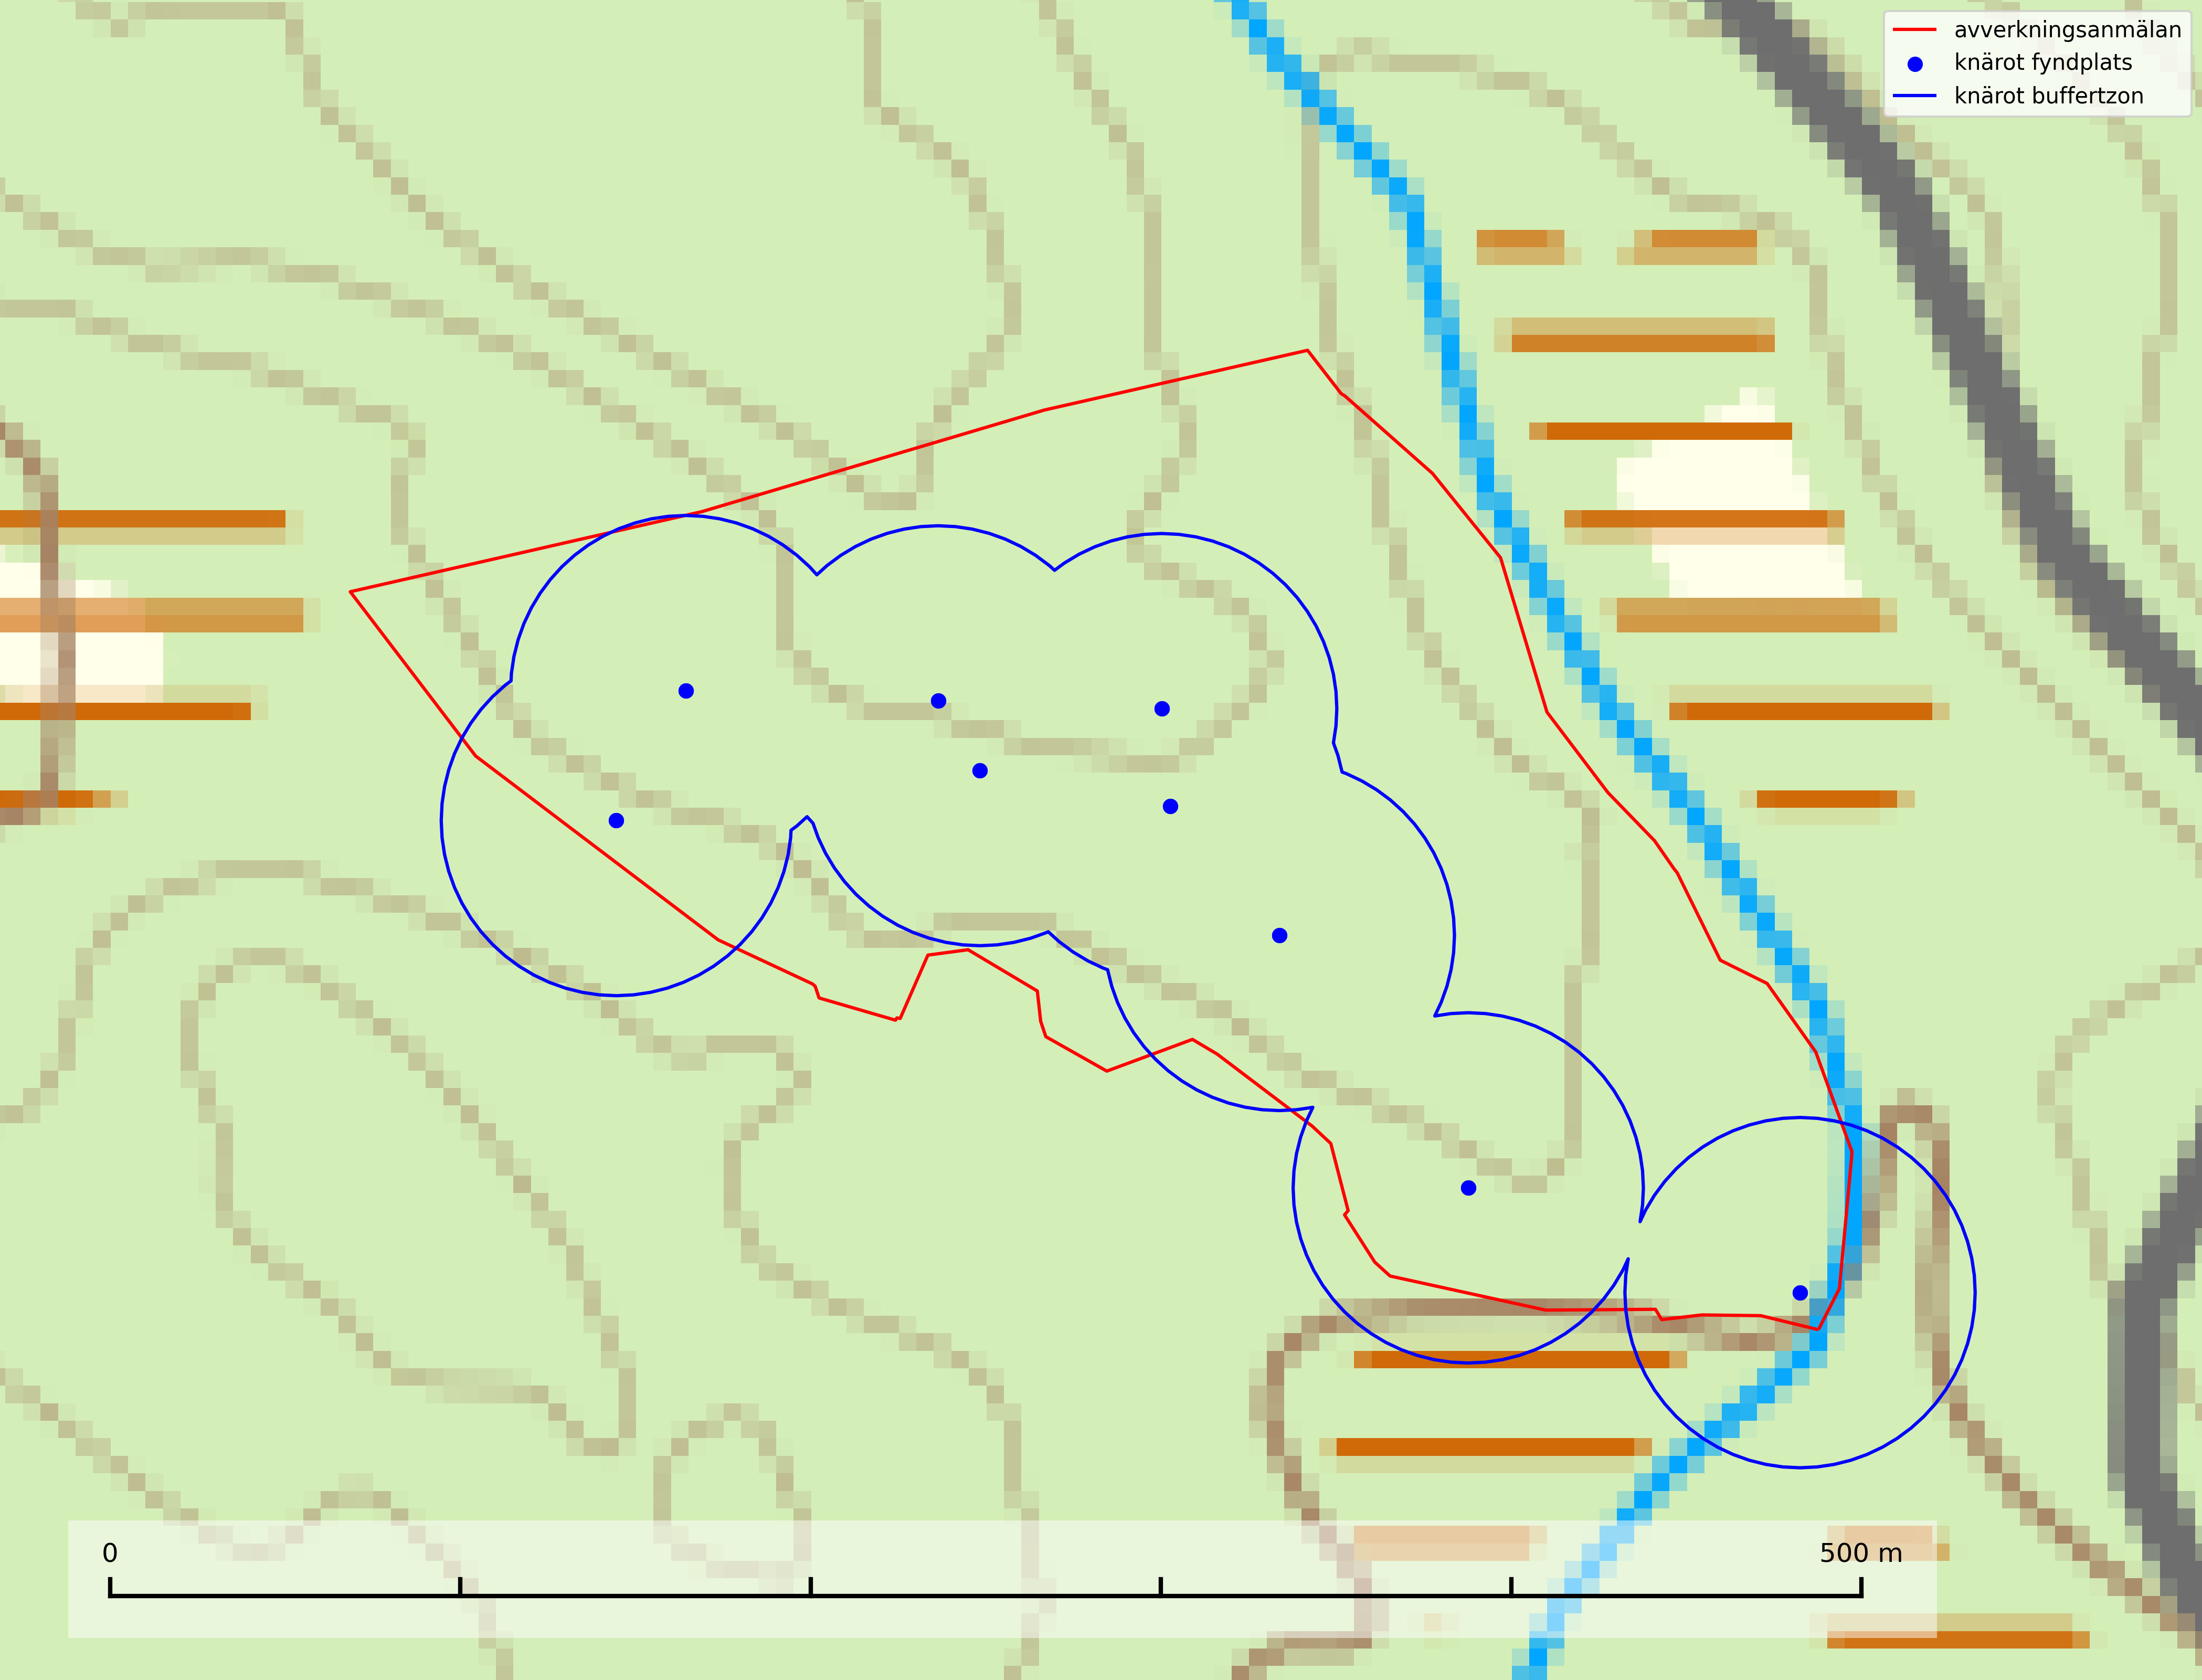 avverkningsanmälan
knärot fyndplats
knärot buffertzon
0
500 m